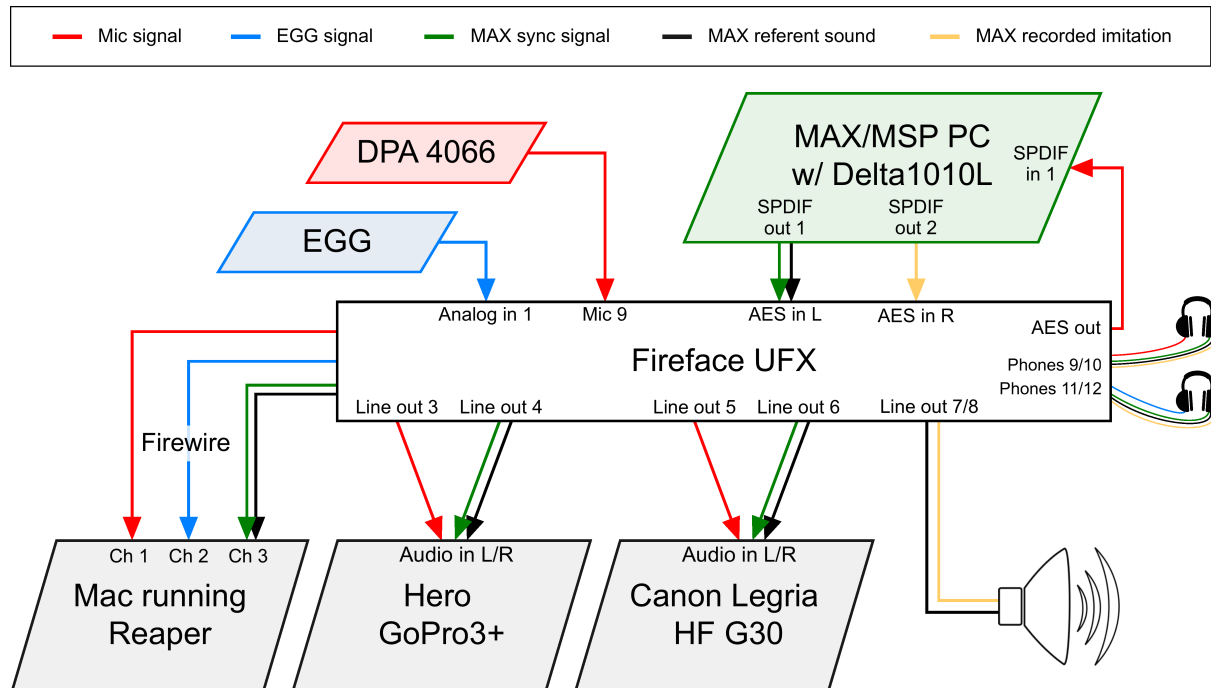 Mic signal
EGG signal
MAX sync signal
MAX referent sound
MAX recorded imitation
DPA 4066
MAX/MSP PC
w/ Delta1010L
SPDIF
in 1
SPDIF
out 1
SPDIF
out 2
EGG
Analog in 1
Mic 9
AES in L
AES in R
AES out
Fireface UFX
Phones 9/10
Phones 11/12
Line out 3
Line out 4
Line out 5
Line out 6
Line out 7/8
Firewire
Ch 1
Ch 2
Ch 3
Mac running
Reaper
Audio in L/R
Hero
GoPro3+
Audio in L/R
Canon Legria
HF G30